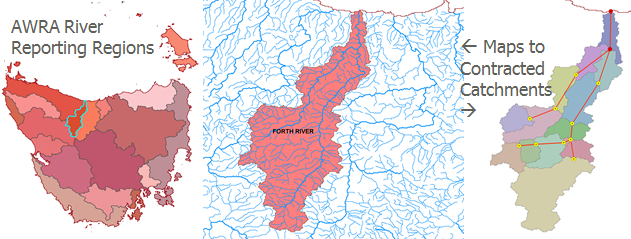 AWRA River
Reporting Regions
FORTH RIVER
← Maps to
Contracted
Catchments
→